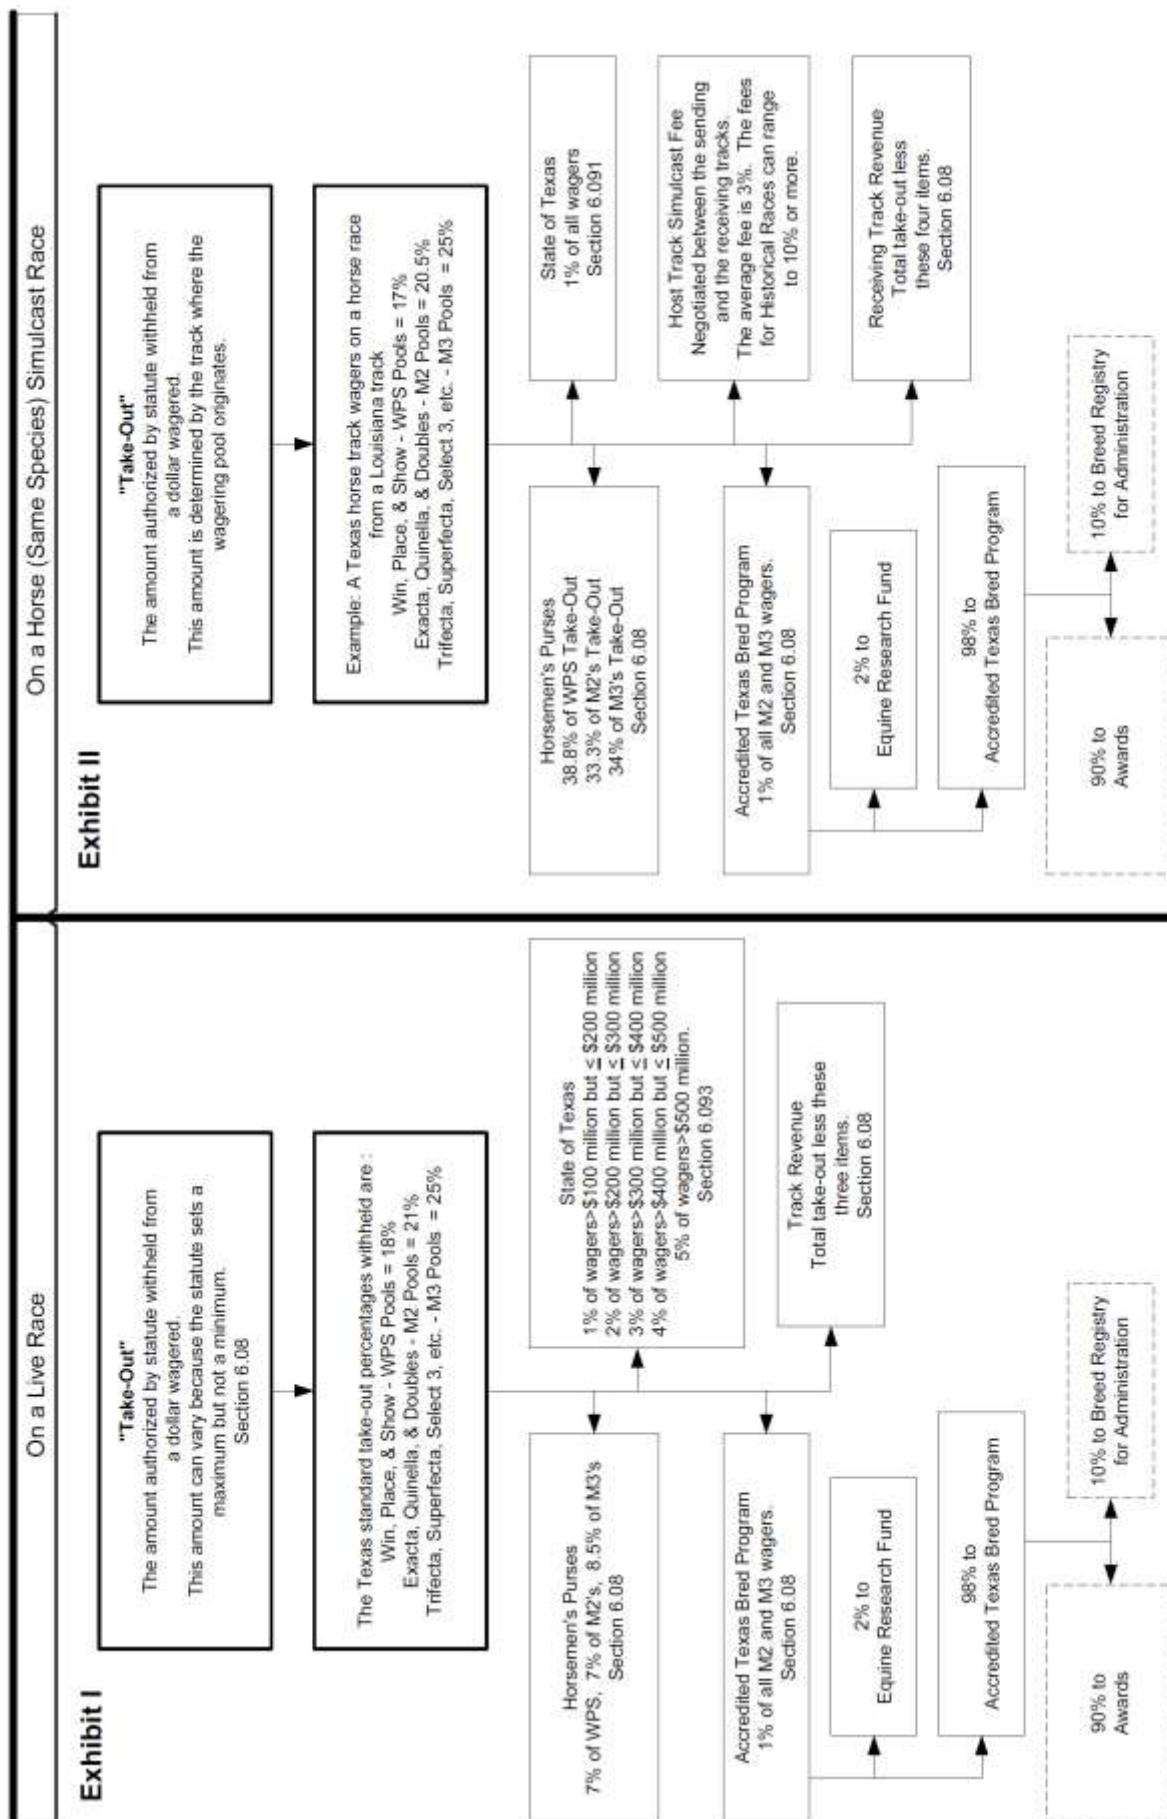 On a Live Race
Exhibit I
"Take-Out"
The amount authorized by statute withheld from
a dollar wagered.
This amount can vary because the statute sets a
maximum but not a minimum.
Section 6.08
The Texas standard take-out percentages withheld are :
Win, Place, & Show - WPS Pools = 18%
Exacta, Quinella, & Doubles - M2 Pools = 21%
Trifecta, Superfecta, Select 3, etc. - M3 Pools = 25%
Horsemen's Purses
7% of WPS, 7% of M2's, 8.5% of M3's
Section 6.08
State of Texas
1% of wagers>$100 million but ≤ $200 million
2% of wagers>$200 million but ≤ $300 million
3% of wagers>$300 million but ≤ $400 million
4% of wagers>$400 million but ≤ $500 million
5% of wagers>$500 million.
Section 6.093
Accredited Texas Bred Program
1% of all M2 and M3 wagers.
Section 6.08
Track Revenue
Total take-out less these
three items.
Section 6.08
2% to
Equine Research Fund
98% to
Accredited Texas Bred Program
90% to
Awards
10% to Breed Registry
for Administration
On a Horse (Same Species) Simulcast Race
Exhibit II
"Take-Out"
The amount authorized by statute withheld from
a dollar wagered.
This amount is determined by the track where the
wagering pool originates.
Example: A Texas horse track wagers on a horse race
from a Louisiana track
Win, Place, & Show - WPS Pools = 17%
Exacta, Quinella, & Doubles - M2 Pools = 20.5%
Trifecta, Superfecta, Select 3, etc. - M3 Pools = 25%
Horsemen's Purses
38.8% of WPS Take-Out
33.3% of M2's Take-Out
34% of M3's Take-Out
Section 6.08
State of Texas
1% of all wagers
Section 6.091
Accredited Texas Bred Program
1% of all M2 and M3 wagers.
Section 6.08
Host Track Simulcast Fee
Negotiated between the sending
and the receiving tracks.
The average fee is 3%. The fees
for Historical Races can range
to 10% or more.
2% to
Equine Research Fund
Receiving Track Revenue
Total take-out less
these four items.
Section 6.08
98% to
Accredited Texas Bred Program
90% to
Awards
10% to Breed Registry
for Administration